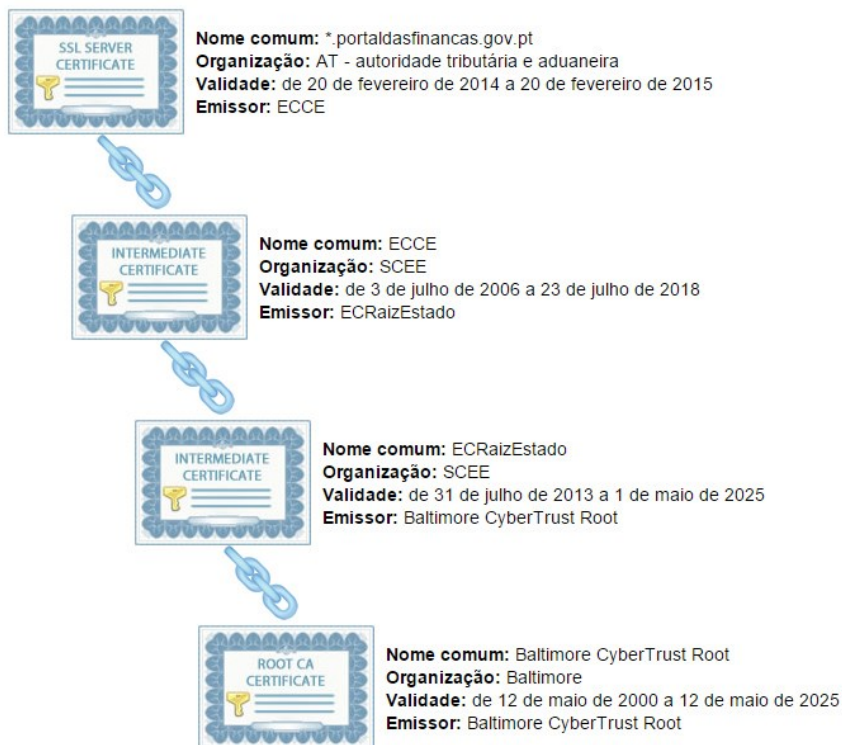 SSL SERVER
CERTIFICATE
Nome comum: *.portaldasfinancas.gov.pt
Organização: AT - autoridade tributária e aduaneira
Validade: de 20 de fevereiro de 2014 a 20 de fevereiro de 2015
Emissor: ECCE
INTERMEDIATE
CERTIFICATE
Nome comum: ECCE
Organização: SCEE
Validade: de 3 de julho de 2006 a 23 de julho de 2018
Emissor: ECRaizEstado
INTERMEDIATE
CERTIFICATE
Nome comum: ECRaizEstado
Organização: SCEE
Validade: de 31 de julho de 2013 a 1 de maio de 2025
Emissor: Baltimore CyberTrust Root
ROOT CA
CERTIFICATE
Nome comum: Baltimore CyberTrust Root
Organização: Baltimore
Validade: de 12 de maio de 2000 a 12 de maio de 2025
Emissor: Baltimore CyberTrust Root